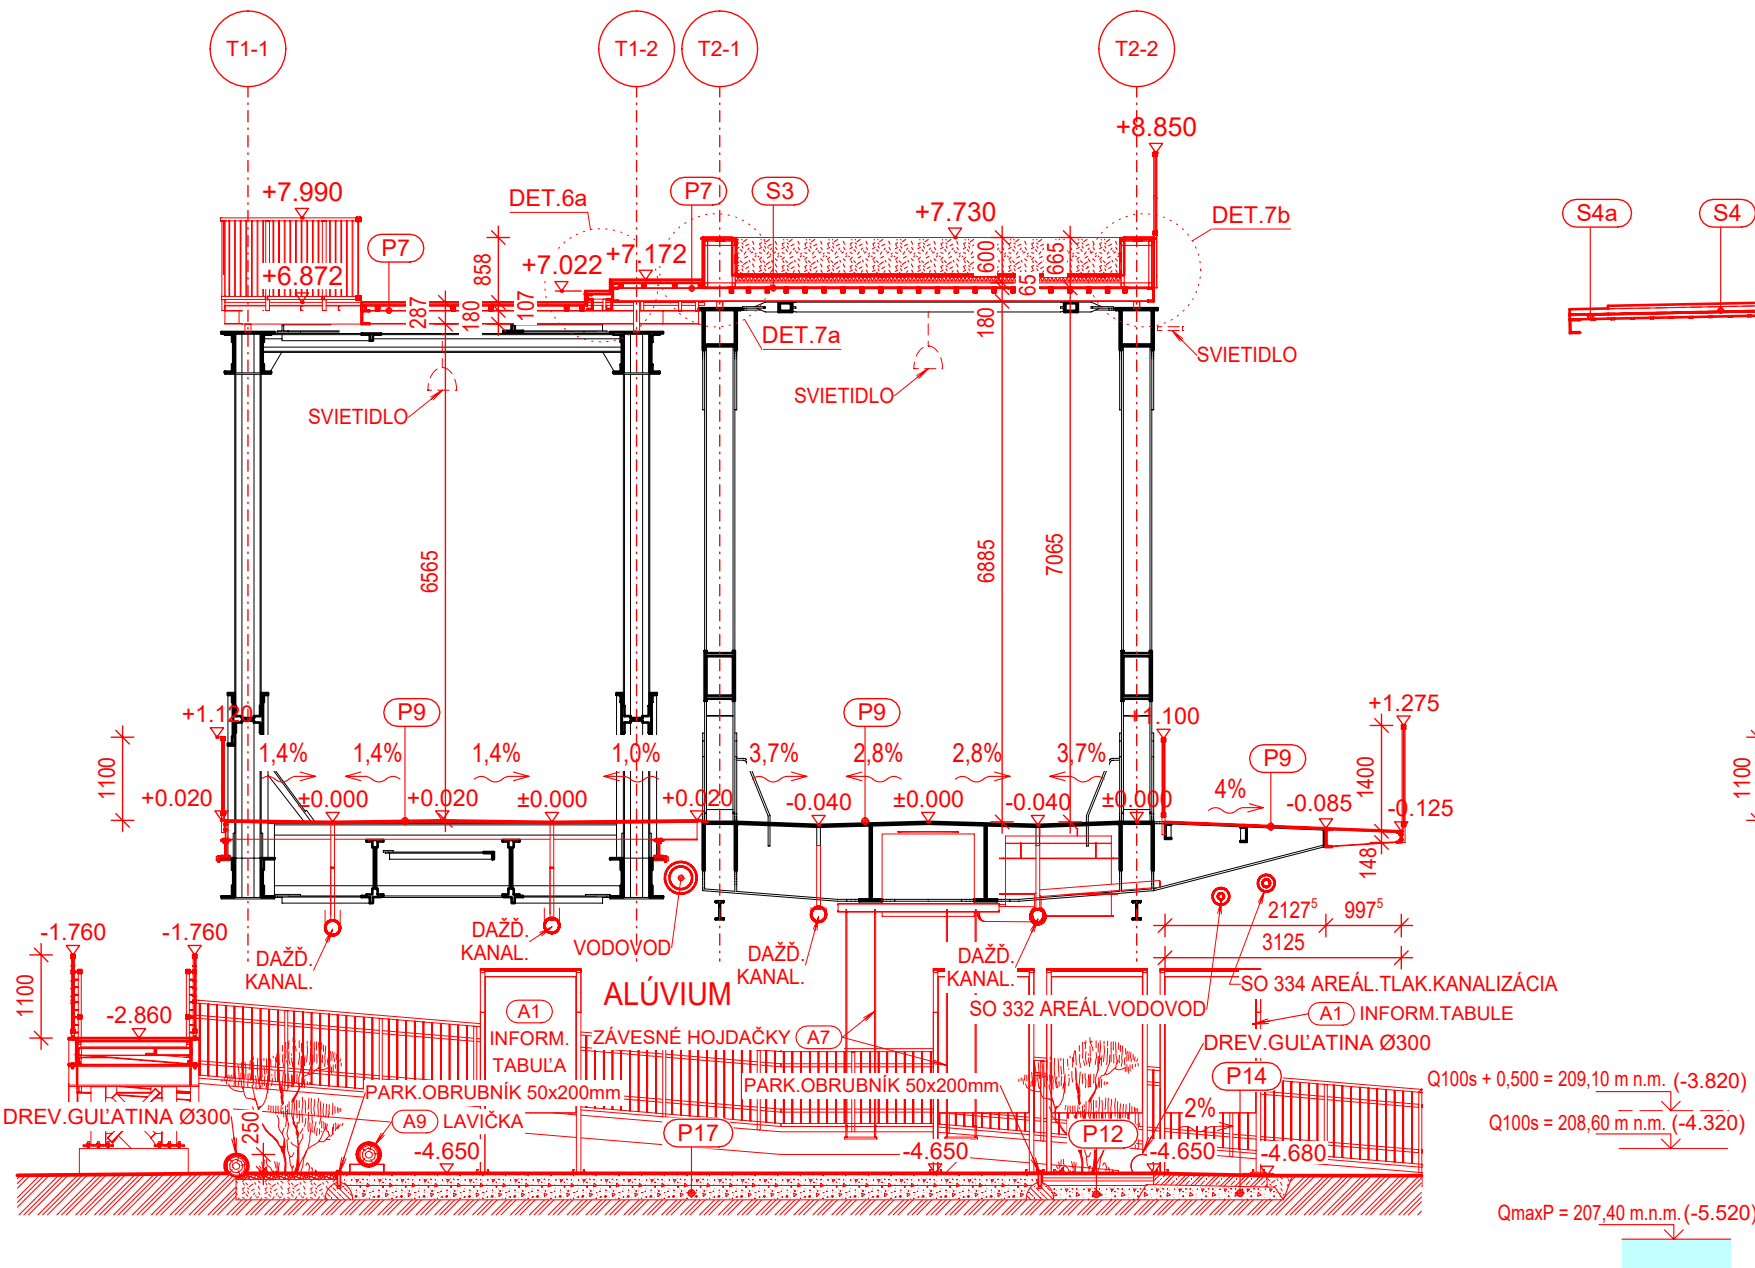 T1-1
T1-2
T2-1
T2-2
+8.850
+7.990
DET.6a
P7
S3
+7.730
DET.7b
S4a
S4
P7
+6.872
858
+7.022
+7.172
600
665
65
287
180
107
180
DET.7a
SVIETIDLO
SVIETIDLO
SVIETIDLO
6565
6885
7065
+1.120
P9
P9
+1.100
+1.275
1,4%
1,4%
1,4%
1,0%
3,7%
2,8%
2,8%
3,7%
P9
1100
1400
1100
4%
+0.020
±0.000
+0.020
±0.000
+0.020
-0.040
±0.000
-0.040
±0.000
-0.085
-0.125
148
2127⁵
997⁵
3125
-1.760
-1.760
DAŽĎ.
KANAL.
DAŽĎ.
KANAL.
VODOVOD
DAŽĎ.
KANAL.
DAŽĎ.
KANAL.
1100
ALÚVIUM
SO 334 AREÁL.TLAK.KANALIZÁCIA
SO 332 AREÁL.VODOVOD
-2.860
A1
INFORM.
TABUĽA
ZÁVESNÉ HOJDAČKY
A7
A1
INFORM.TABULE
DREV.GUĽATINA Ø300
PARK.OBRUBNÍK 50x200mm
PARK.OBRUBNÍK 50x200mm
P14
Q100s + 0,500 = 209,10 m n.m. (-3.820)
DREV.GUĽATINA Ø300
250
A9
LAVIČKA
P17
P12
2%
Q100s = 208,60 m n.m. (-4.320)
-4.650
-4.650
-4.650
-4.680
QmaxP = 207,40 m.n.m. (-5.520)